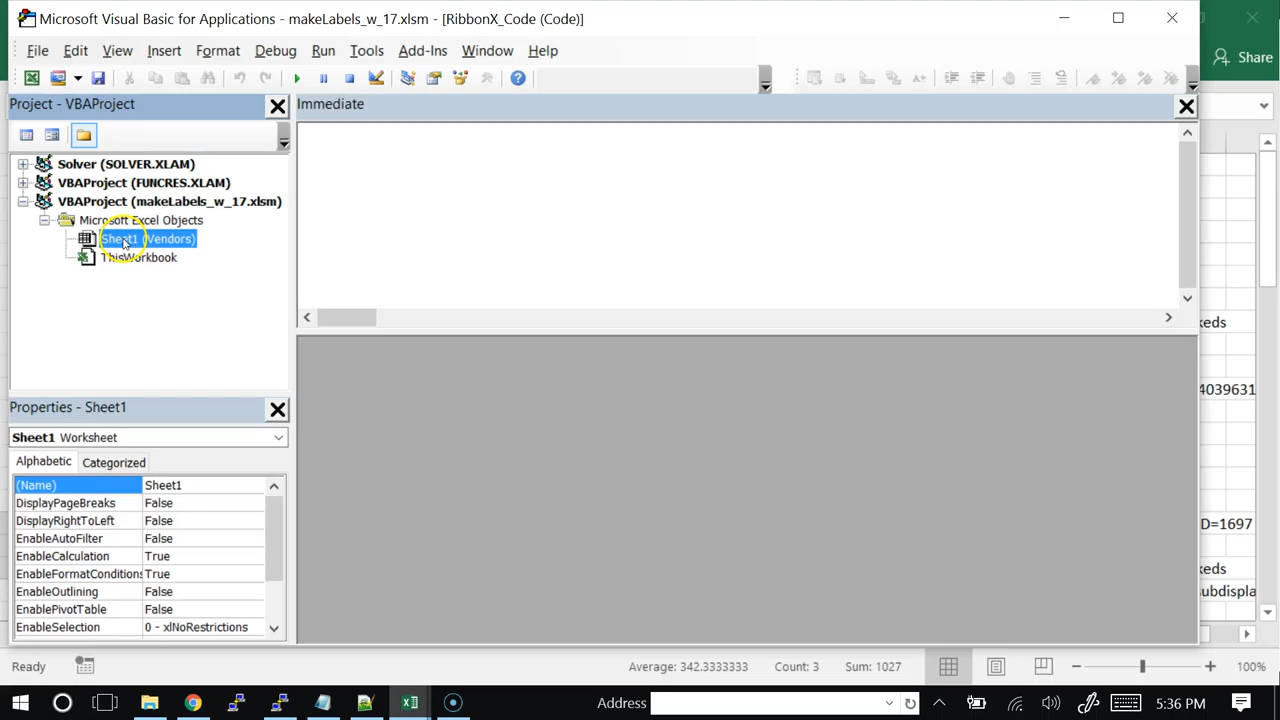 Microsoft Visual Basic for Applications - makeLabels_w_17.xlsm - [RibbonX_Code (Code)]
File Edit View Insert Format Debug Run Tools Add-Ins Window Help
Share
Project - VBAProject
Immediate
Solver (SOLVER.XLAM)
VBAProject (FUNCRES.XLAM)
VBAProject (makeLabels_w_17.xlsm)
Microsoft Excel Objects
Sheet1 (Vendors)
ThisWorkbook
keds
4039631
D=1697
keds
subdispla
Properties - Sheet1
Sheet1 Worksheet
Alphabetic Categorized
(Name) Sheet1
DisplayPageBreaks False
DisplayRightToLeft False
EnableAutoFilter False
EnableCalculation True
EnableFormatConditions True
EnableOutlining False
EnablePivotTable False
EnableSelection 0 - xlNoRestrictions
Ready Average: 342.3333333 Count: 3 Sum: 1027 100%
Address 5:36 PM